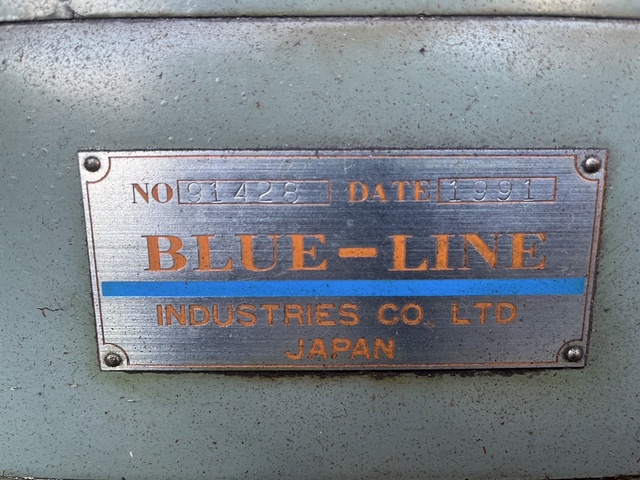 NO 91428 DATE 1991
BLUE-LINE
INDUSTRIES CO. LTD
JAPAN